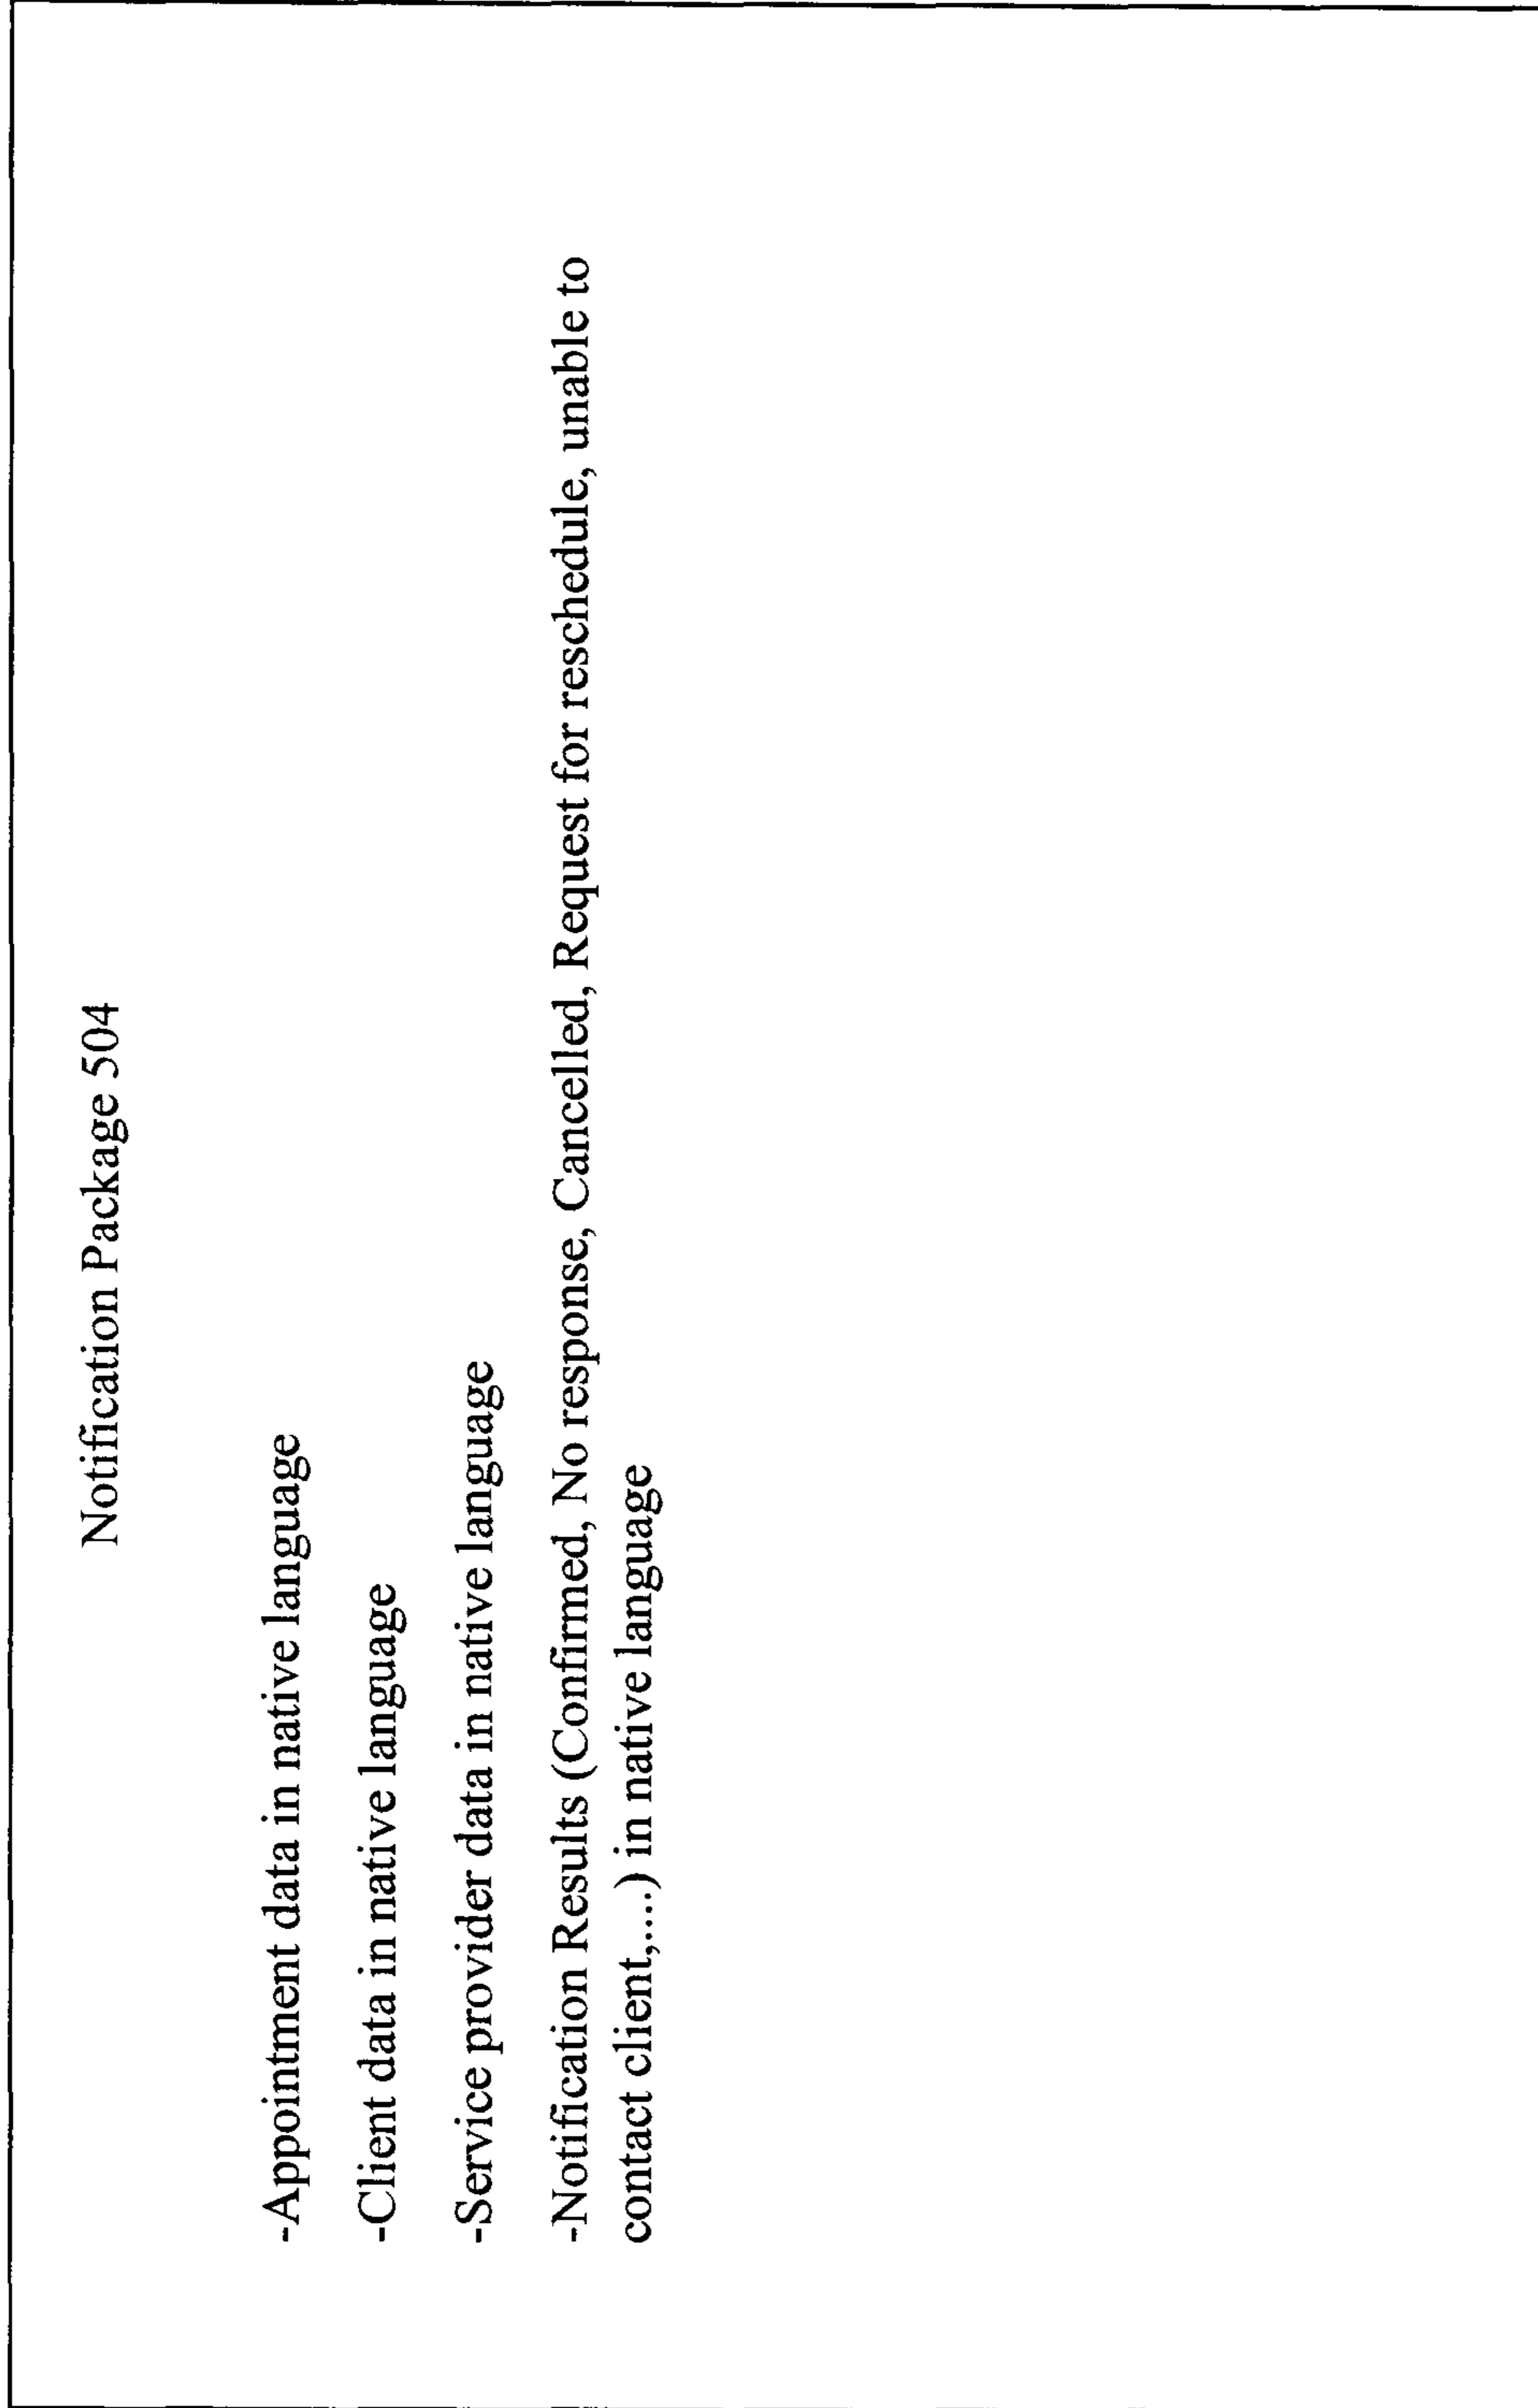 Notification Package 504
-Appointment data in native language
-Client data in native language
-Service provider data in native language
-Notification Results (Confirmed, No response, Cancelled, Request for reschedule, unable to
contact client,....) in native language